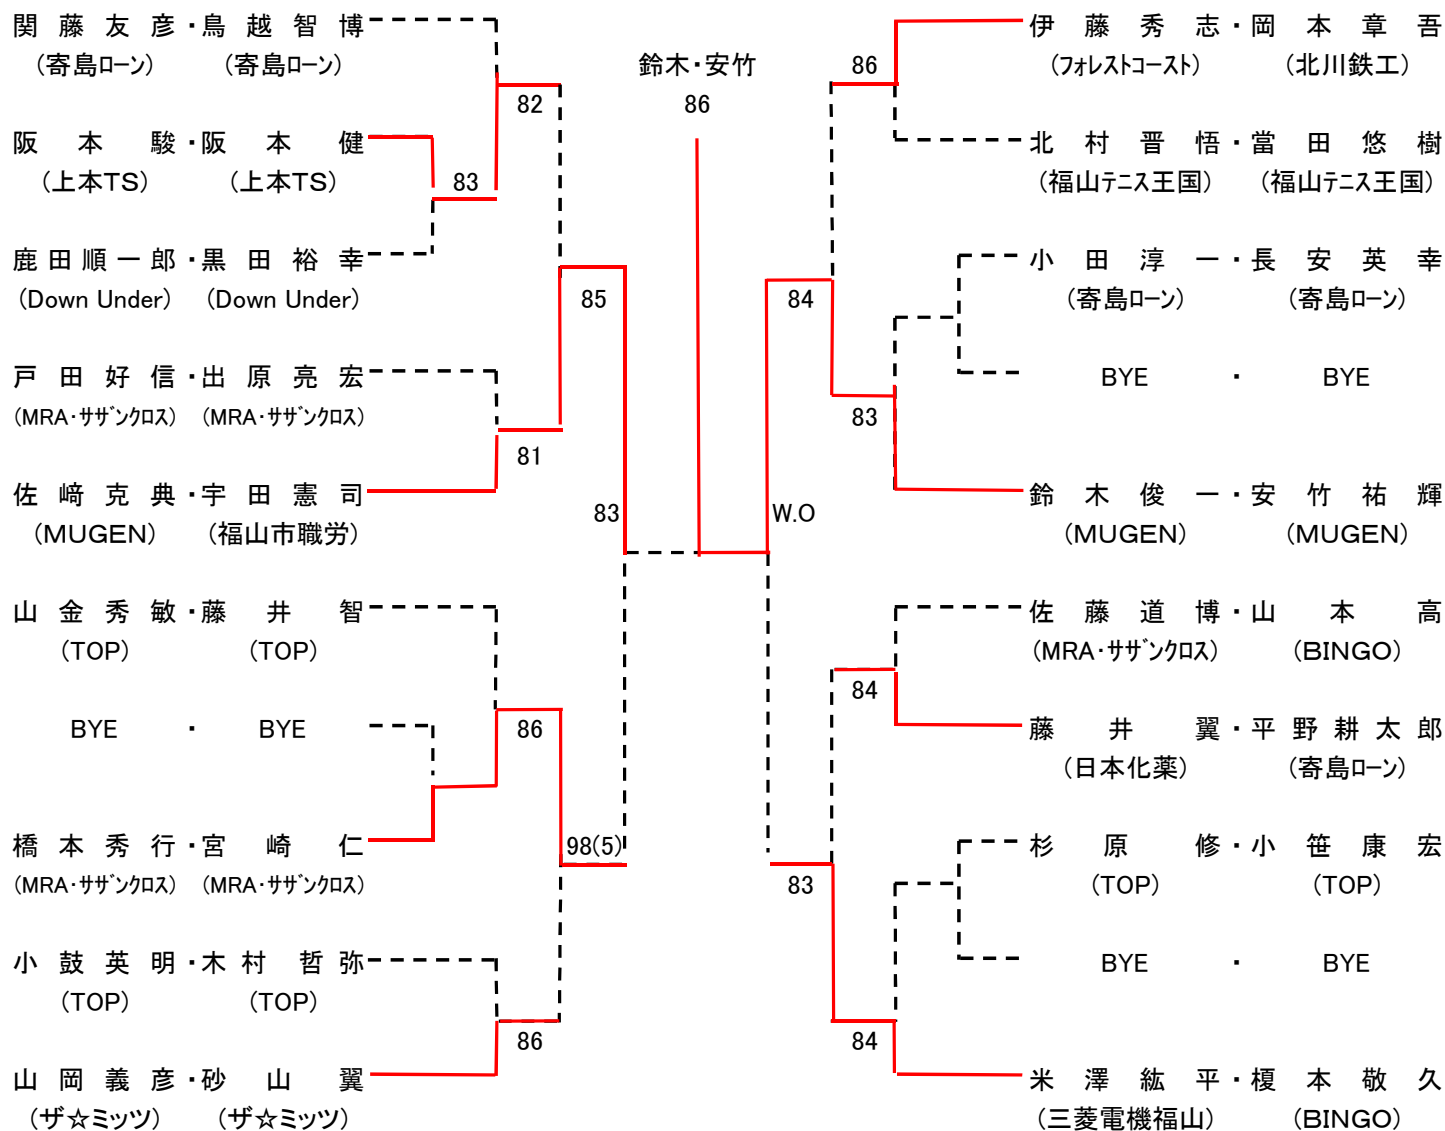 関藤友彦・鳥越智博
(寄島ローン) (寄島ローン)
82
阪本駿・阪本健
(上本TS) (上本TS)
83
鹿田順一郎・黒田裕幸
(Down Under) (Down Under)
85
戸田好信・出原亮宏
(MRA・サザンクロス) (MRA・サザンクロス)
81
佐﨑克典・宇田憲司
(MUGEN) (福山市職労)
83
山金秀敏・藤井智
(TOP) (TOP)
BYE ・ BYE
86
橋本秀行・宮崎仁
(MRA・サザンクロス) (MRA・サザンクロス)
98(5)
小鼓英明・木村哲弥
(TOP) (TOP)
86
山岡義彦・砂山翼
(ザ☆ミッツ) (ザ☆ミッツ)
鈴木・安竹
86
伊藤秀志・岡本章吾
(フォレストコースト) (北川鉄工)
86
北村晋悟・當田悠樹
(福山テニス王国) (福山テニス王国)
小田淳一・長安英幸
(寄島ローン) (寄島ローン)
84
BYE ・ BYE
83
鈴木俊一・安竹祐輝
(MUGEN) (MUGEN)
W.O
佐藤道博・山本高
(MRA・サザンクロス) (BINGO)
84
藤井翼・平野耕太郎
(日本化薬) (寄島ローン)
杉原修・小笹康宏
(TOP) (TOP)
83
BYE ・ BYE
84
米澤紘平・榎本敬久
(三菱電機福山) (BINGO)